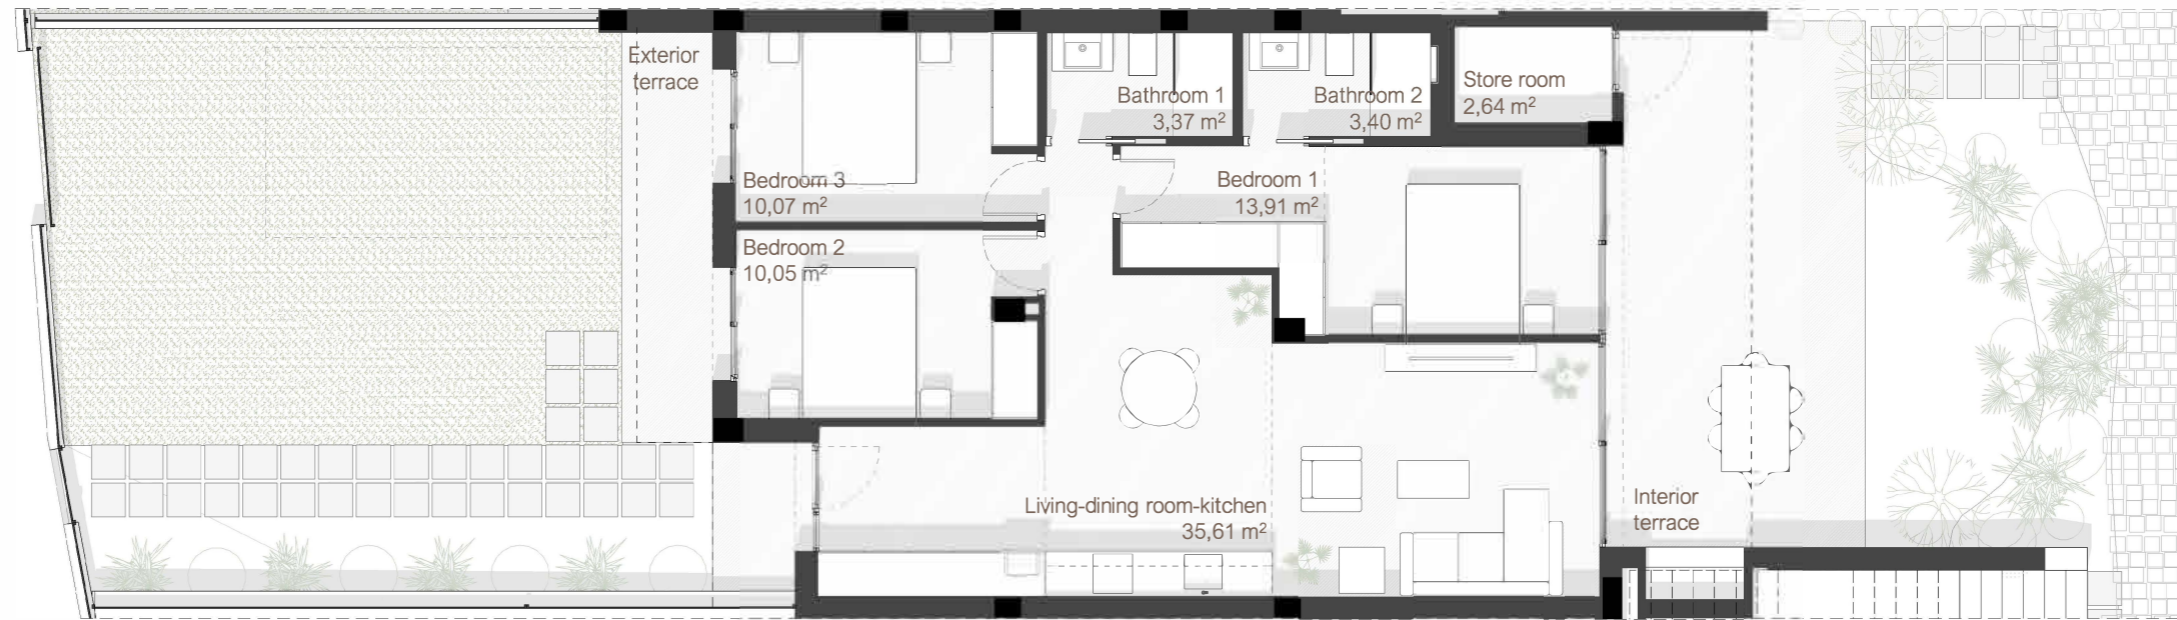 Exterior
terrace
Bedroom 3
10,07 m²
Bedroom 2
10,05 m²
Bathroom 1
3,37 m²
Bathroom 2
3,40 m²
Store room
2,64 m²
Bedroom 1
13,91 m²
Living-dining room-kitchen
35,61 m²
Interior
terrace